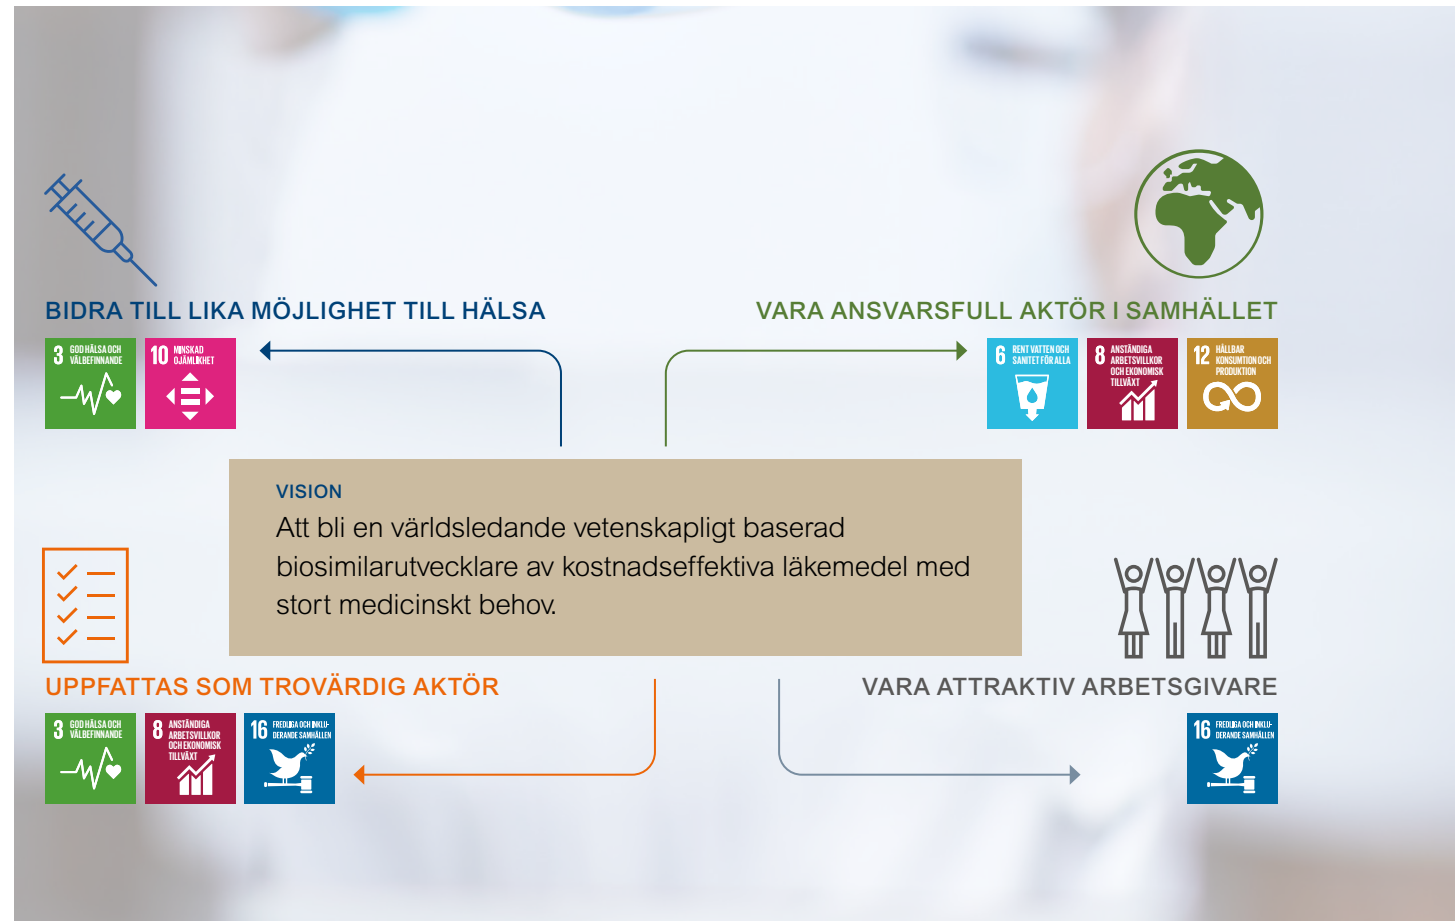 BIDRA TILL LIKA MÖJLIGHET TILL HÄLSA
3 GOD HÄLSA OCH
VÄLBEFINNANDE
10 MINSKAD
OJÄMLIKHET
VARA ANSVARSFULL AKTÖR I SAMHÄLLET
6 RENT VATTEN OCH
SANITET FÖR ALLA
8 ANSTÄNDIGA
ARBETSVILLKOR
OCH EKONOMISK
TILLVÄXT
12 HÅLLBAR
KONSUMTION OCH
PRODUKTION
VISION
Att bli en världsledande vetenskapligt baserad
biosimilarutvecklare av kostnadseffektiva läkemedel med
stort medicinskt behov.
UPPFATTAS SOM TROVÄRDIG AKTÖR
3 GOD HÄLSA OCH
VÄLBEFINNANDE
8 ANSTÄNDIGA
ARBETSVILLKOR
OCH EKONOMISK
TILLVÄXT
16 FREDLIGA OCH INKLU-
DERANDE SAMHÄLLEN
VARA ATTRAKTIV ARBETSGIVARE
16 FREDLIGA OCH INKLU-
DERANDE SAMHÄLLEN